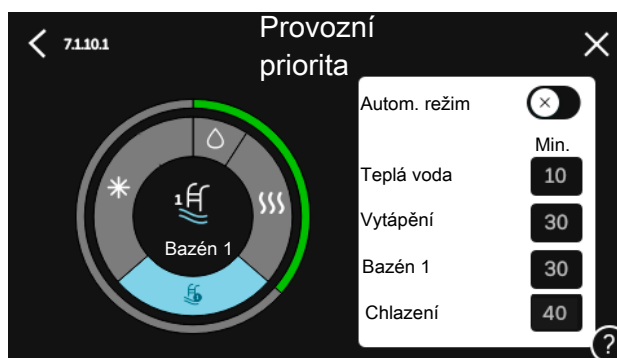 7.1.10.1
Provozní
priorita
Autom. režim
Min.
Teplá voda 10
Vytápění 30
Bazén 1 30
Chlazení 40
1
Bazén 1
1
?